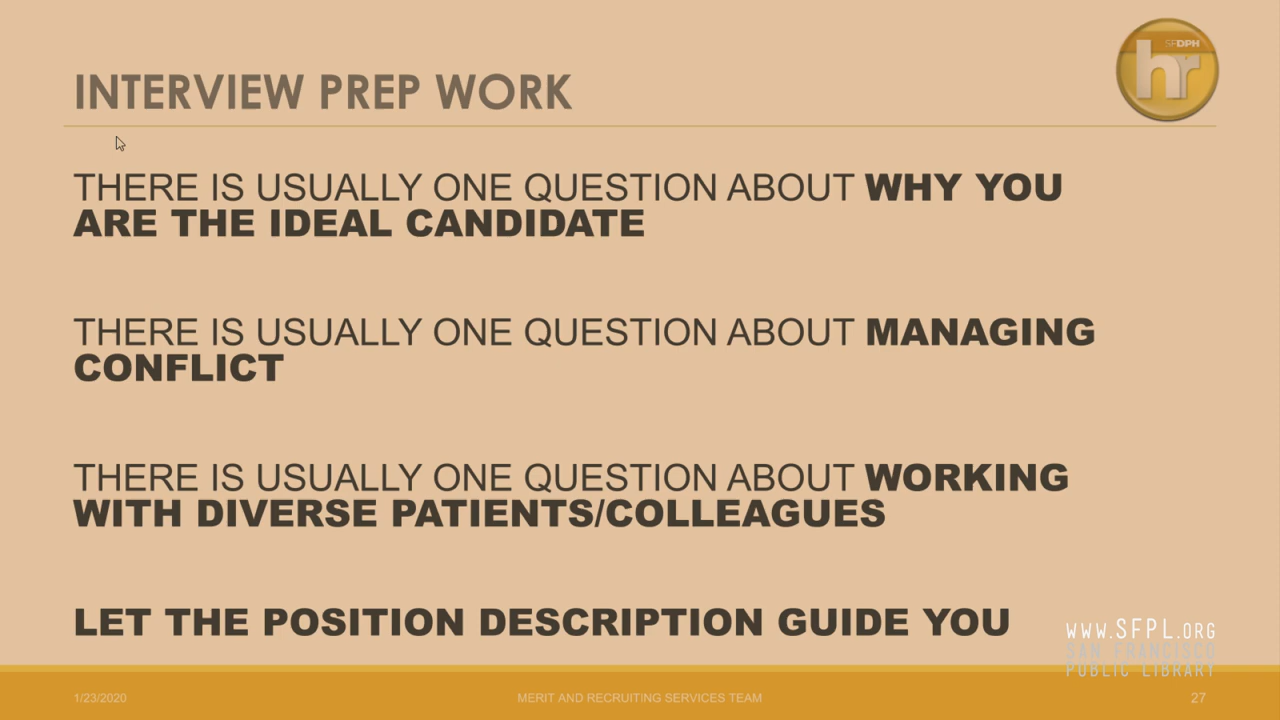 SFDPH
hr
INTERVIEW PREP WORK
THERE IS USUALLY ONE QUESTION ABOUT WHY YOU
ARE THE IDEAL CANDIDATE
THERE IS USUALLY ONE QUESTION ABOUT MANAGING
CONFLICT
THERE IS USUALLY ONE QUESTION ABOUT WORKING
WITH DIVERSE PATIENTS/COLLEAGUES
LET THE POSITION DESCRIPTION GUIDE YOU
WWW.SFPL.ORG
SAN FRANCISCO
PUBLIC LIBRARY
1/23/2020
MERIT AND RECRUITING SERVICES TEAM
27